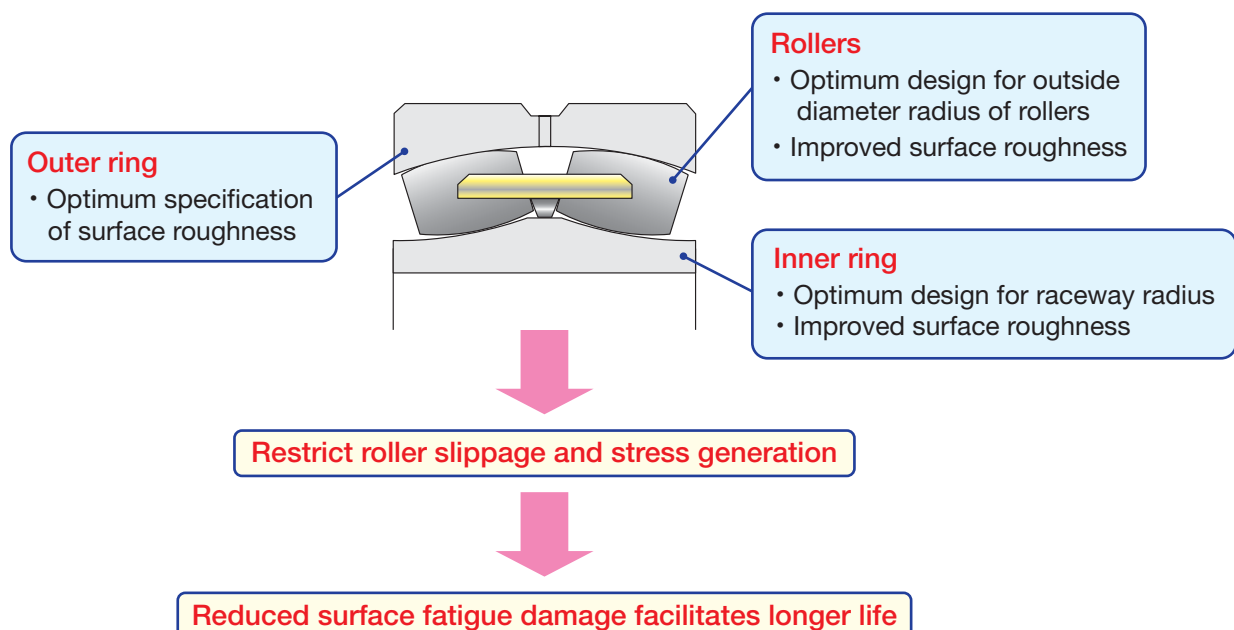 Rollers
・Optimum design for outside
diameter radius of rollers
・Improved surface roughness
Outer ring
・Optimum specification
of surface roughness
Inner ring
・Optimum design for raceway radius
・Improved surface roughness
Restrict roller slippage and stress generation
Reduced surface fatigue damage facilitates longer life